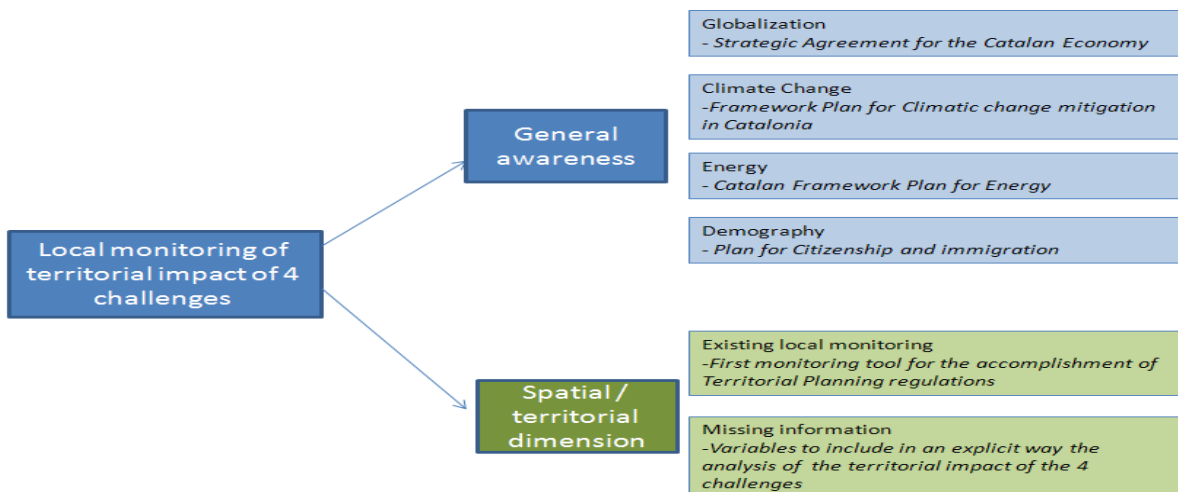 Local monitoring of
territorial impact of 4
challenges
General
awareness
Globalization
- Strategic Agreement for the Catalan Economy
Climate Change
-Framework Plan for Climatic change mitigation
in Catalonia
Energy
- Catalan Framework Plan for Energy
Demography
- Plan for Citizenship and immigration
Spatial /
territorial
dimension
Existing local monitoring
-First monitoring tool for the accomplishment of
Territorial Planning regulations
Missing information
-Variables to include in an explicit way the
analysis of the territorial impact of the 4
challenges